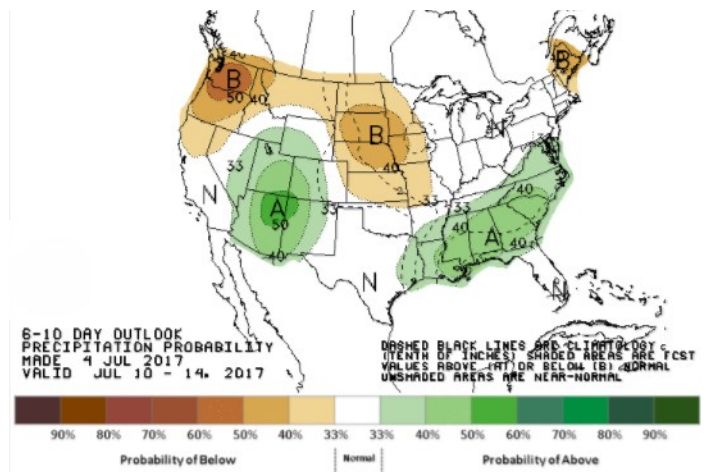 40
B
50
40
B
40
33
A
50
40
33
N
B
N
33
33
40
40
A
40
N
N
6-10 DAY OUTLOOK
PRECIPITATION PROBABILITY
MADE 4 JUL 2017
VALID JUL 10 - 14, 2017
DASHED BLACK LINES ARE CLIMATOLOGY
(TENTH OF INCHES) SHADED AREAS ARE FCST
VALUES ABOVE (A) OR BELOW (B) NORMAL
UNSHADED AREAS ARE NEAR-NORMAL
90% 80% 70% 60% 50% 40% 33% 33% 40% 50% 60% 70% 80% 90%
Probability of Below Normal Probability of Above